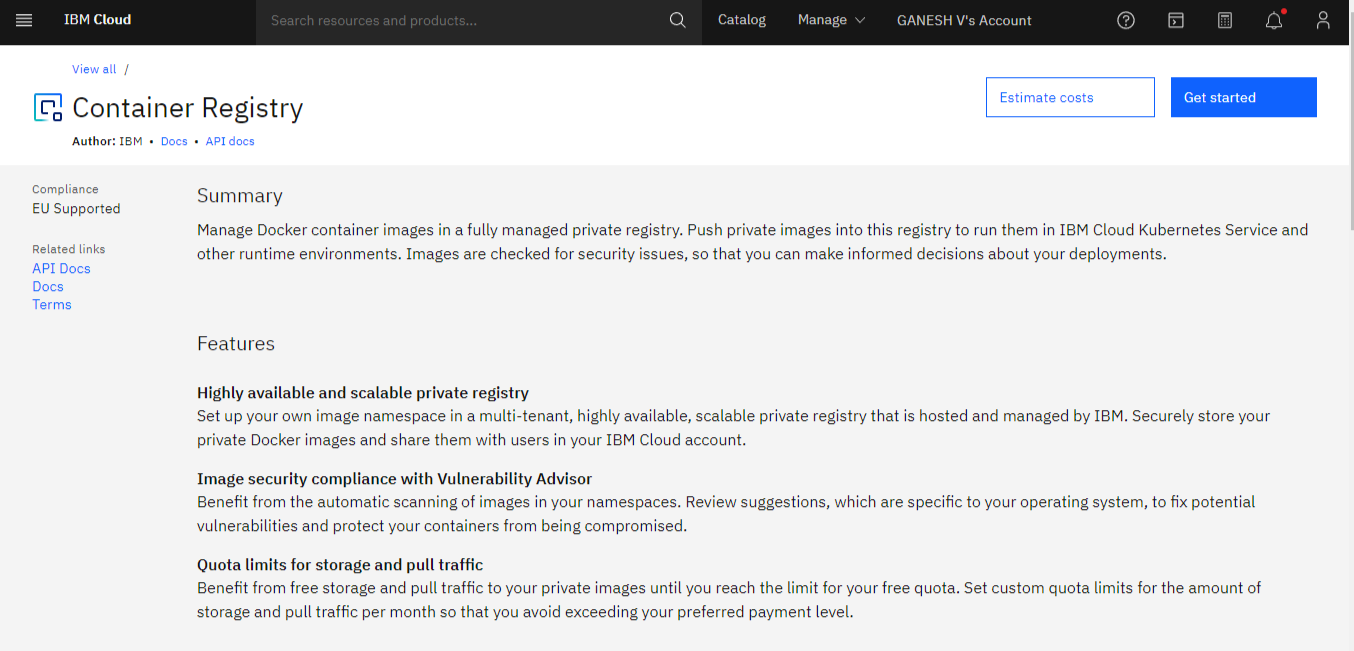 IBM Cloud
Search resources and products...
Catalog
Manage
GANESH V's Account
View all /
Container Registry
Author: IBM • Docs • API docs
Estimate costs
Get started
Compliance
EU Supported
Related links
API Docs
Docs
Terms
Summary
Manage Docker container images in a fully managed private registry. Push private images into this registry to run them in IBM Cloud Kubernetes Service and
other runtime environments. Images are checked for security issues, so that you can make informed decisions about your deployments.
Features
Highly available and scalable private registry
Set up your own image namespace in a multi-tenant, highly available, scalable private registry that is hosted and managed by IBM. Securely store your
private Docker images and share them with users in your IBM Cloud account.
Image security compliance with Vulnerability Advisor
Benefit from the automatic scanning of images in your namespaces. Review suggestions, which are specific to your operating system, to fix potential
vulnerabilities and protect your containers from being compromised.
Quota limits for storage and pull traffic
Benefit from free storage and pull traffic to your private images until you reach the limit for your free quota. Set custom quota limits for the amount of
storage and pull traffic per month so that you avoid exceeding your preferred payment level.